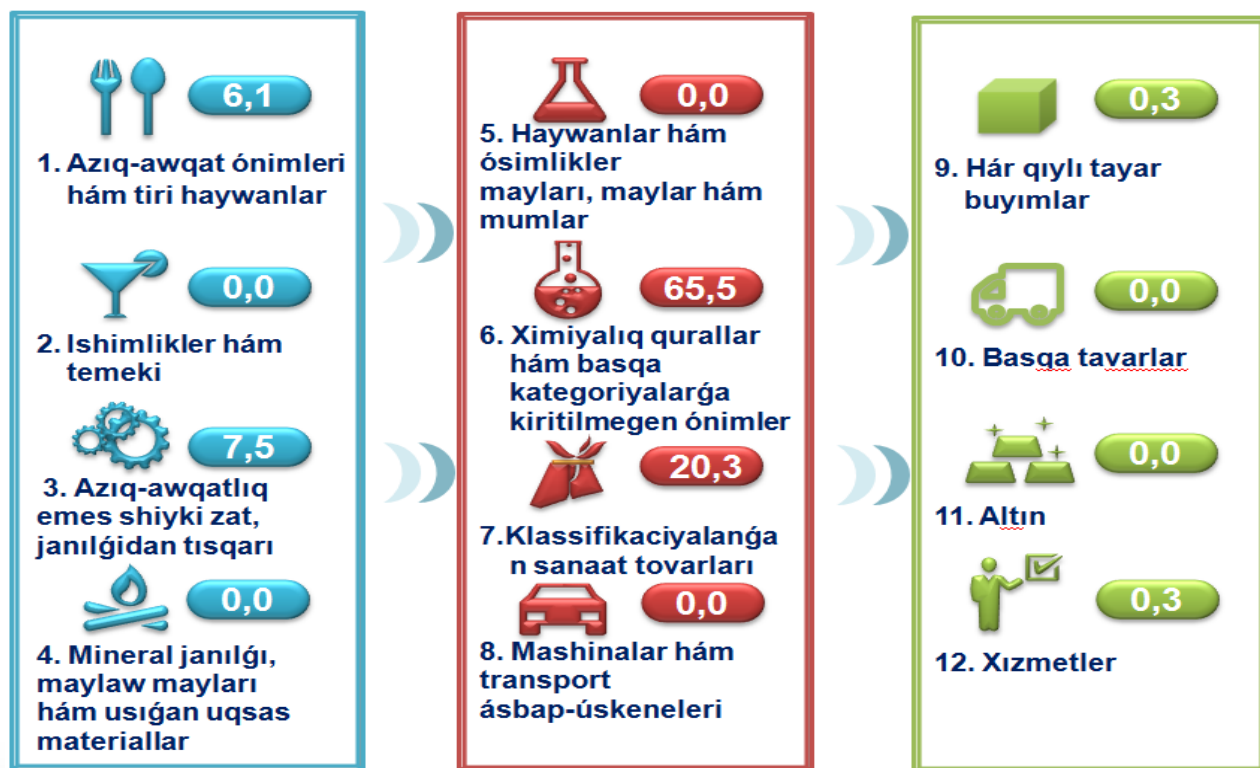 6,1
1. Azıq-awqat ónimleri
hám tiri haywanlar
0,0
2. Ishimlikler hám
temeki
7,5
3. Azıq-awqatlıq
emes shiyki zat,
janılǵidan tısqarı
0,0
4. Mineral janılǵı,
maylaw mayları
hám usıǵan uqsas
materiallar
0,0
5. Haywanlar hám
ósimlikler
mayları, maylar hám
mumlar
65,5
6. Ximiyalıq qurallar
hám basqa
kategoriyalarǵa
kiritilmegen ónimler
20,3
7.Klassifikaciyalanǵa
n sanaat tovarları
0,0
8. Mashinalar hám
transport
ásbap-úskeneleri
0,3
9. Hár qıylı tayar
buyımlar
0,0
10. Basqa tavarlar
0,0
11. Altın
0,3
12. Xızmetler